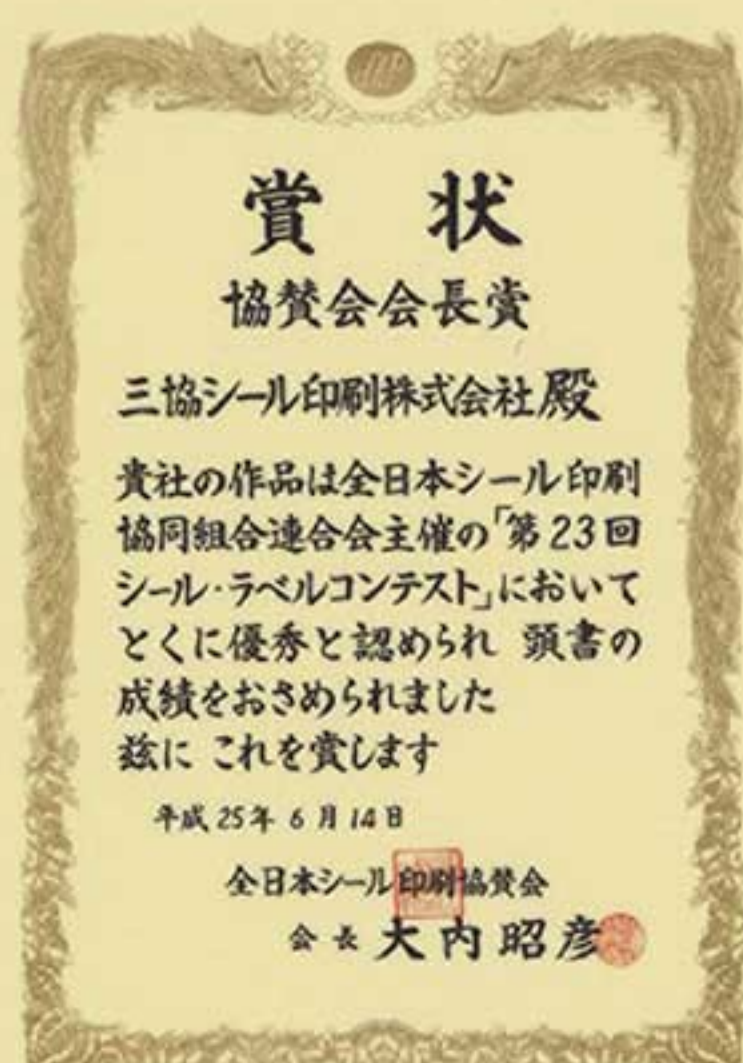 賞状
協賛会会長賞
三協シール印刷株式会社殿
貴社の作品は全日本シール印刷
協同組合連合会主催の「第23回
シール・ラベルコンテスト」において
とくに優秀と認められ 頭書の
成績をおさめられました
茲に これを賞します
平成25年6月14日
全日本シール印刷協賛会
会長 大内昭彦